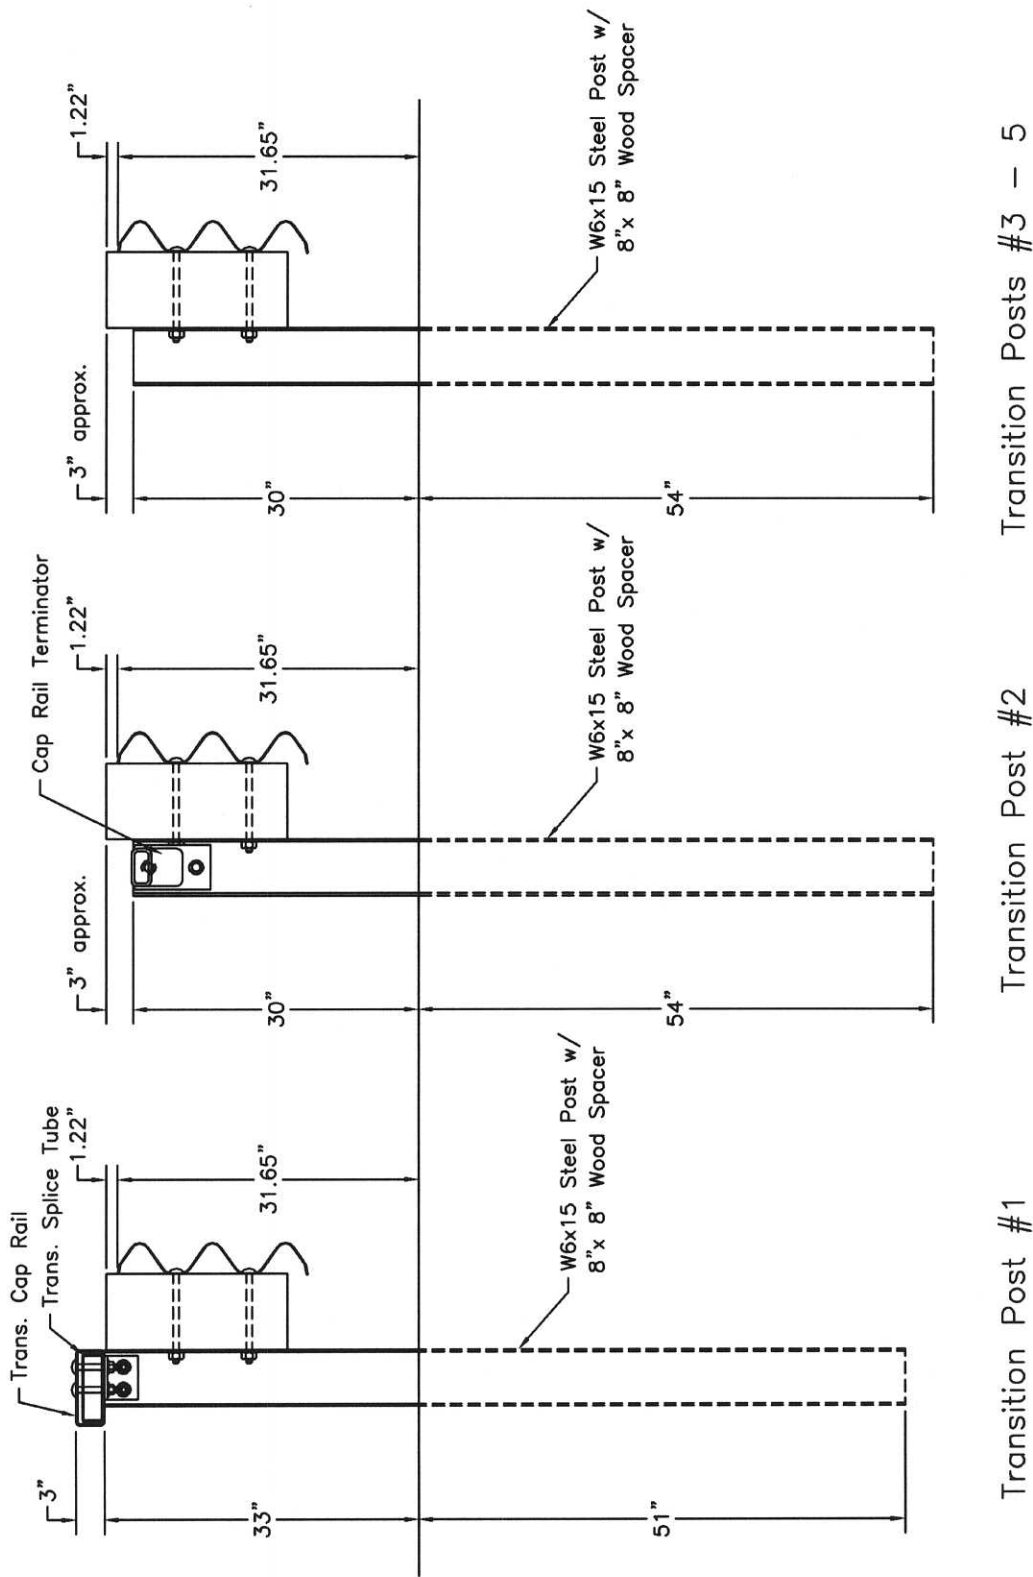 Trans. Cap Rail
Trans. Splice Tube
3"
1.22"
33"
31.65"
51"
W6x15 Steel Post w/
8"x 8" Wood Spacer
Transition Post #1
Cap Rail Terminator
3" approx.
1.22"
30"
31.65"
54"
W6x15 Steel Post w/
8"x 8" Wood Spacer
Transition Post #2
3" approx.
1.22"
30"
31.65"
54"
W6x15 Steel Post w/
8"x 8" Wood Spacer
Transition Posts #3 - 5